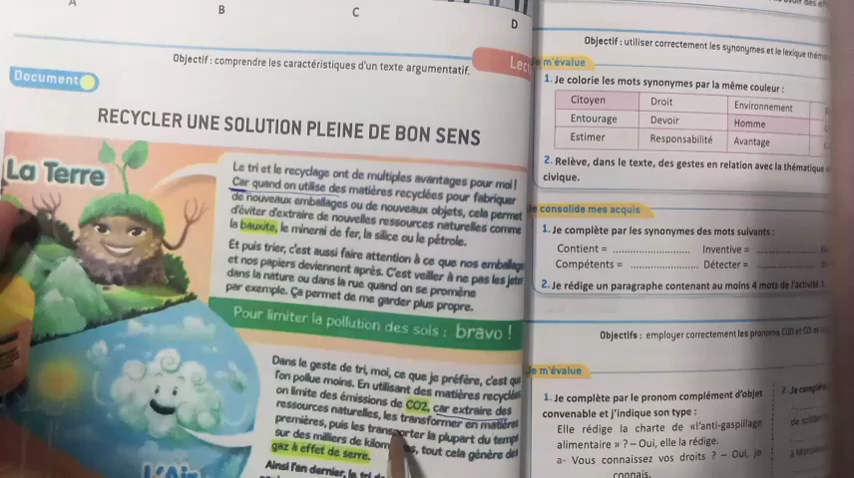 A
B
C
D
Objectif : comprendre les caractéristiques d'un texte argumentatif.
Document
RECYCLER UNE SOLUTION PLEINE DE BON SENS
La Terre
Le tri et le recyclage ont de multiples avantages pour moi !
Car quand on utilise des matières recyclées pour fabriquer
de nouveaux emballages ou de nouveaux objets, cela permet
d'éviter d'extraire de nouvelles ressources naturelles comme
la bauxite, le minerai de fer, la silice ou le pétrole.
Et puis trier, c'est aussi faire attention à ce que nos
et nos papiers deviennent après. C'est veiller à ne pas les
dans la nature ou dans la rue quand on se promène
par exemple. Ça permet de me garder plus propre.
Pour limiter la pollution des sols : bravo !
Dans le geste de tri, moi, ce que je préfère, c'est
l'on pollue moins. En utilisant des matières
on limite des émissions de CO2, car extraire des
ressources naturelles, les transformer en matières
premières, puis les transporter la plupart du temps
sur des milliers de tout cela génère
gaz à effet de serre.
L'Air
Ainsi l'an dernier, le tri
Objectif : utiliser correctement les synonymes et le lexique
m'évalue
1. Je colorie les mots synonymes par la même couleur :
Citoyen Droit Environnement
Entourage Devoir Homme
Estimer Responsabilité Avantage
2. Relève, dans le texte, des gestes en relation avec la thématique
civique.
consolide mes acquis
1. Je complète par les synonymes des mots suivants :
Contient = .................... Inventive = ....................
Compétents = .................... Détecter = ....................
2. Je rédige un paragraphe contenant au moins 4 mots de l'activité 1.
Objectifs : employer correctement les pronoms COD et COI
m'évalue
1. Je complète par le pronom complément d'objet
convenable et j'indique son type :
Elle rédige la charte de «l'anti-gaspillage
alimentaire » ? – Oui, elle la rédige.
a- Vous connaissez vos droits ? – Oui, je
connais.